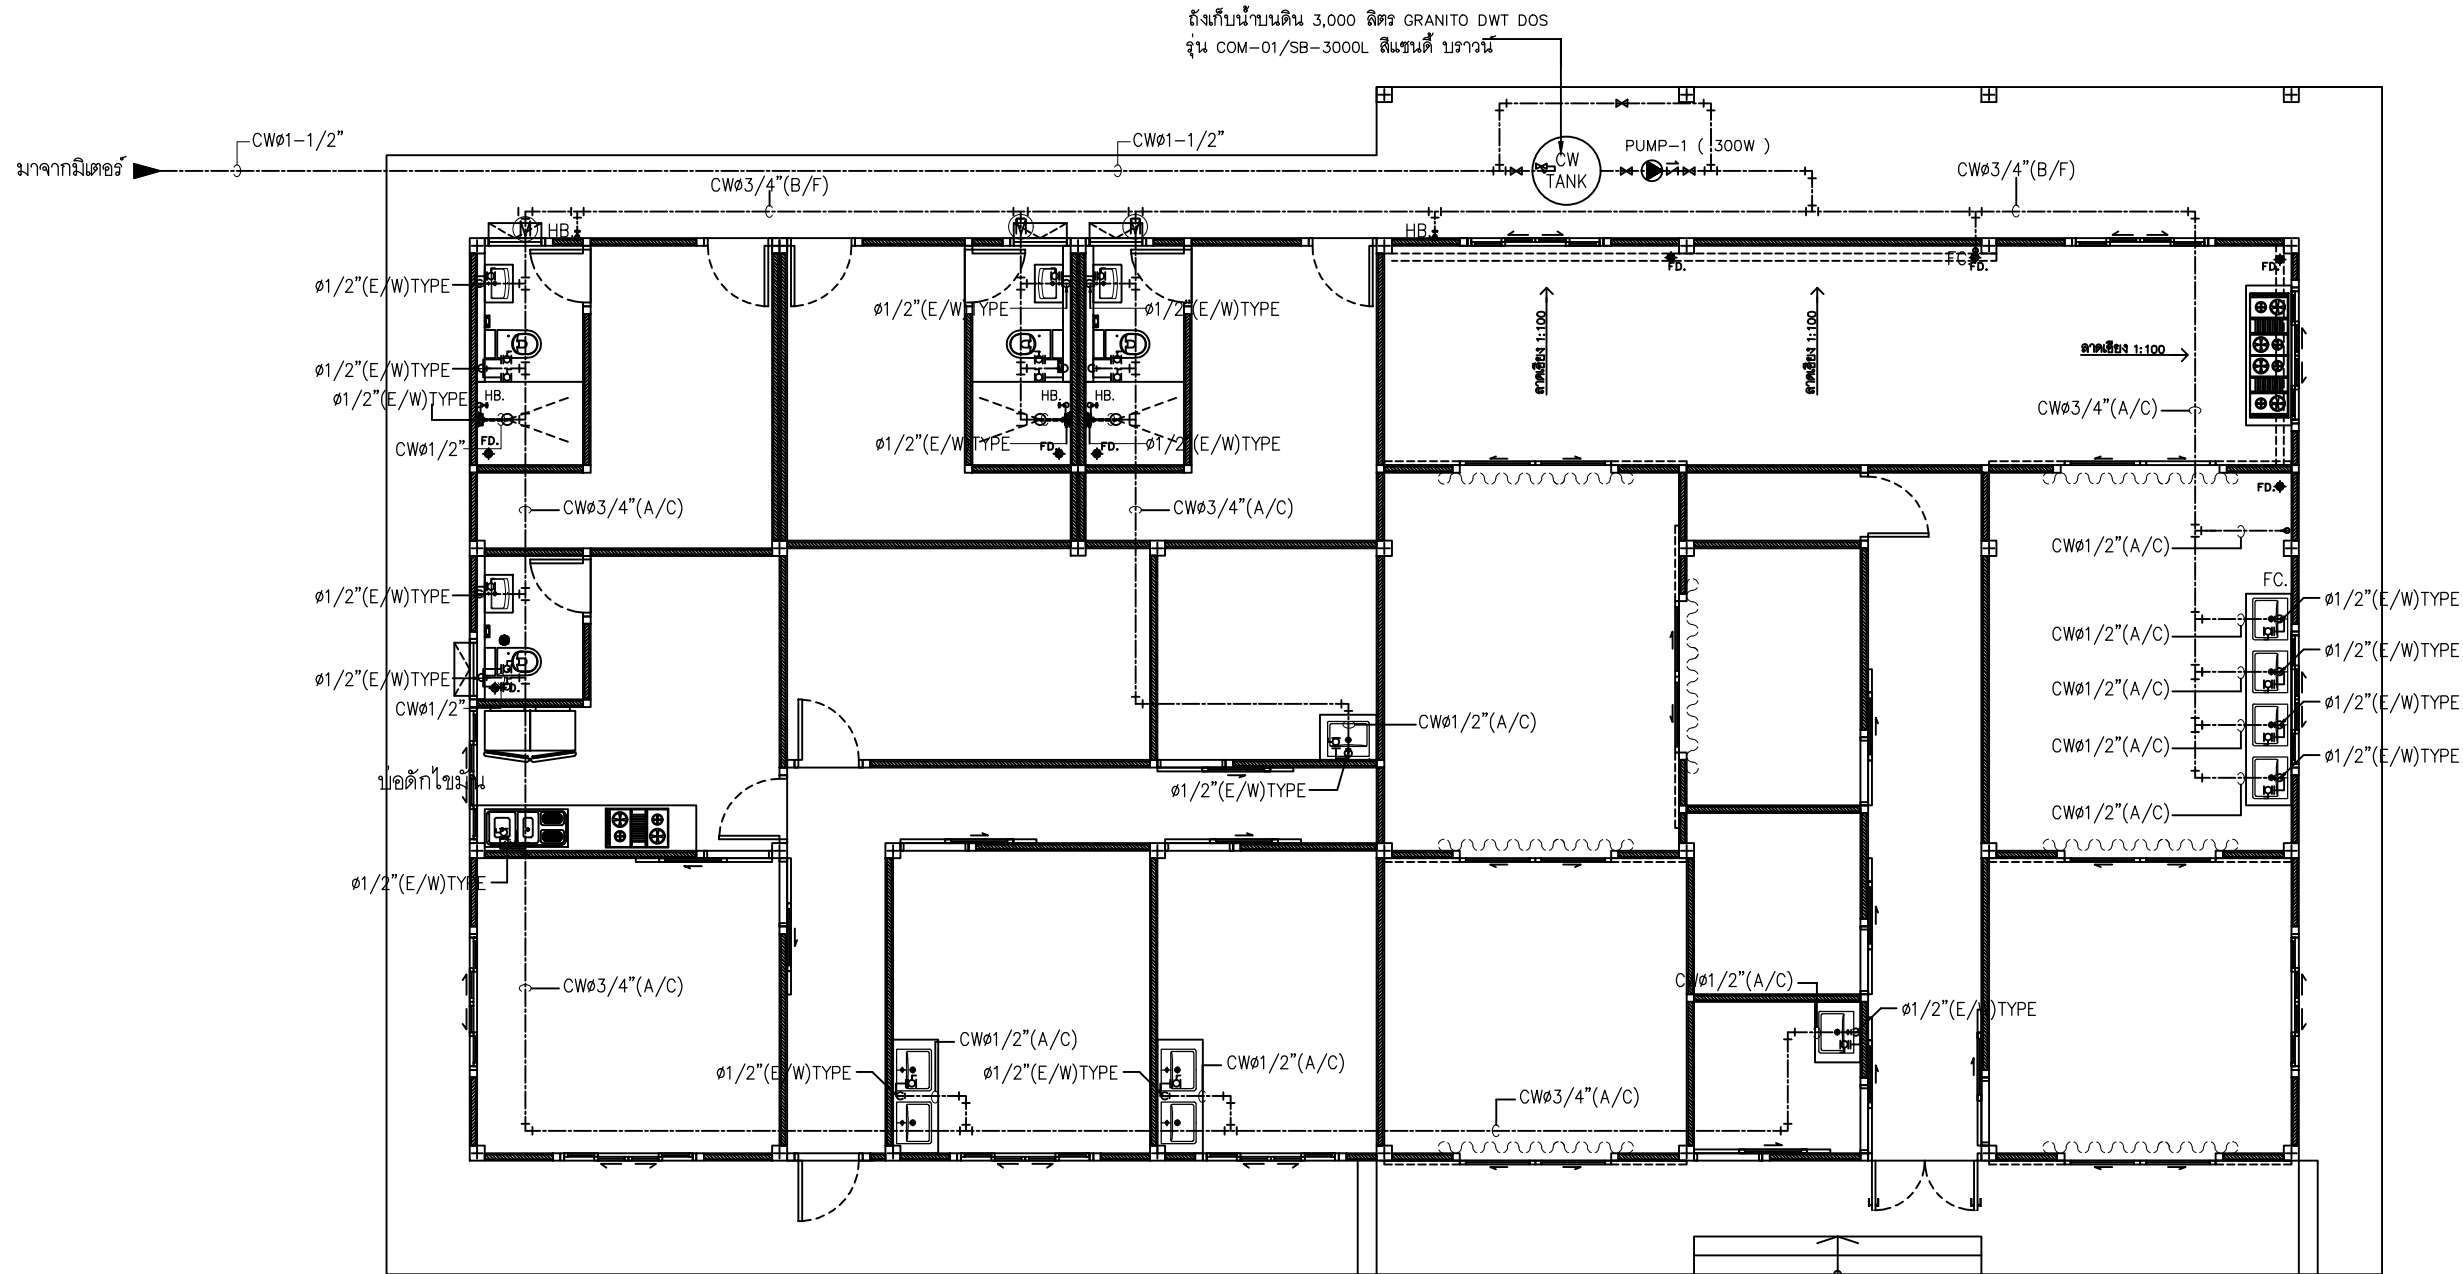 ถังเก็บน้ำบนดิน 3,000 ลิตร GRANITO DWT DOS
รุ่น COM-01/SB-3000L สีแซนดี้ บราวน์
CWø1-1/2"
CWø1-1/2"
PUMP-1 ( 300W )
มาจากมิเตอร์
CW
TANK
CWø3/4"(B/F)
CWø3/4"(B/F)
M
HB.
M
M
HB.
FC.
FD.
FD.
FD.
ø1/2"(E/W)TYPE
ø1/2"(E/W)TYPE
ø1/2"(E/W)TYPE
ลาดเอียง 1:100
ลาดเอียง 1:100
ลาดเอียง 1:100
ø1/2"(E/W)TYPE
ø1/2"(E/W)TYPE
HB.
HB.
HB.
CWø3/4"(A/C)
CWø1/2"
FD.
ø1/2"(E/W)TYPE
FD.
FD.
ø1/2"(E/W)TYPE
CWø3/4"(A/C)
CWø3/4"(A/C)
FD.
CWø1/2"(A/C)
FC.
ø1/2"(E/W)TYPE
ø1/2"(E/W)TYPE
CWø1/2"(A/C)
ø1/2"(E/W)TYPE
ø1/2"(E/W)TYPE
FD.
CWø1/2"(A/C)
CWø1/2"
CWø1/2"(A/C)
ø1/2"(E/W)TYPE
CWø1/2"(A/C)
ø1/2"(E/W)TYPE
บ่อดักไขมัน
ø1/2"(E/W)TYPE
CWø1/2"(A/C)
ø1/2"(E/W)TYPE
CWø3/4"(A/C)
CWø1/2"(A/C)
ø1/2"(E/W)TYPE
CWø1/2"(A/C)
CWø1/2"(A/C)
ø1/2"(E/W)TYPE
ø1/2"(E/W)TYPE
CWø3/4"(A/C)